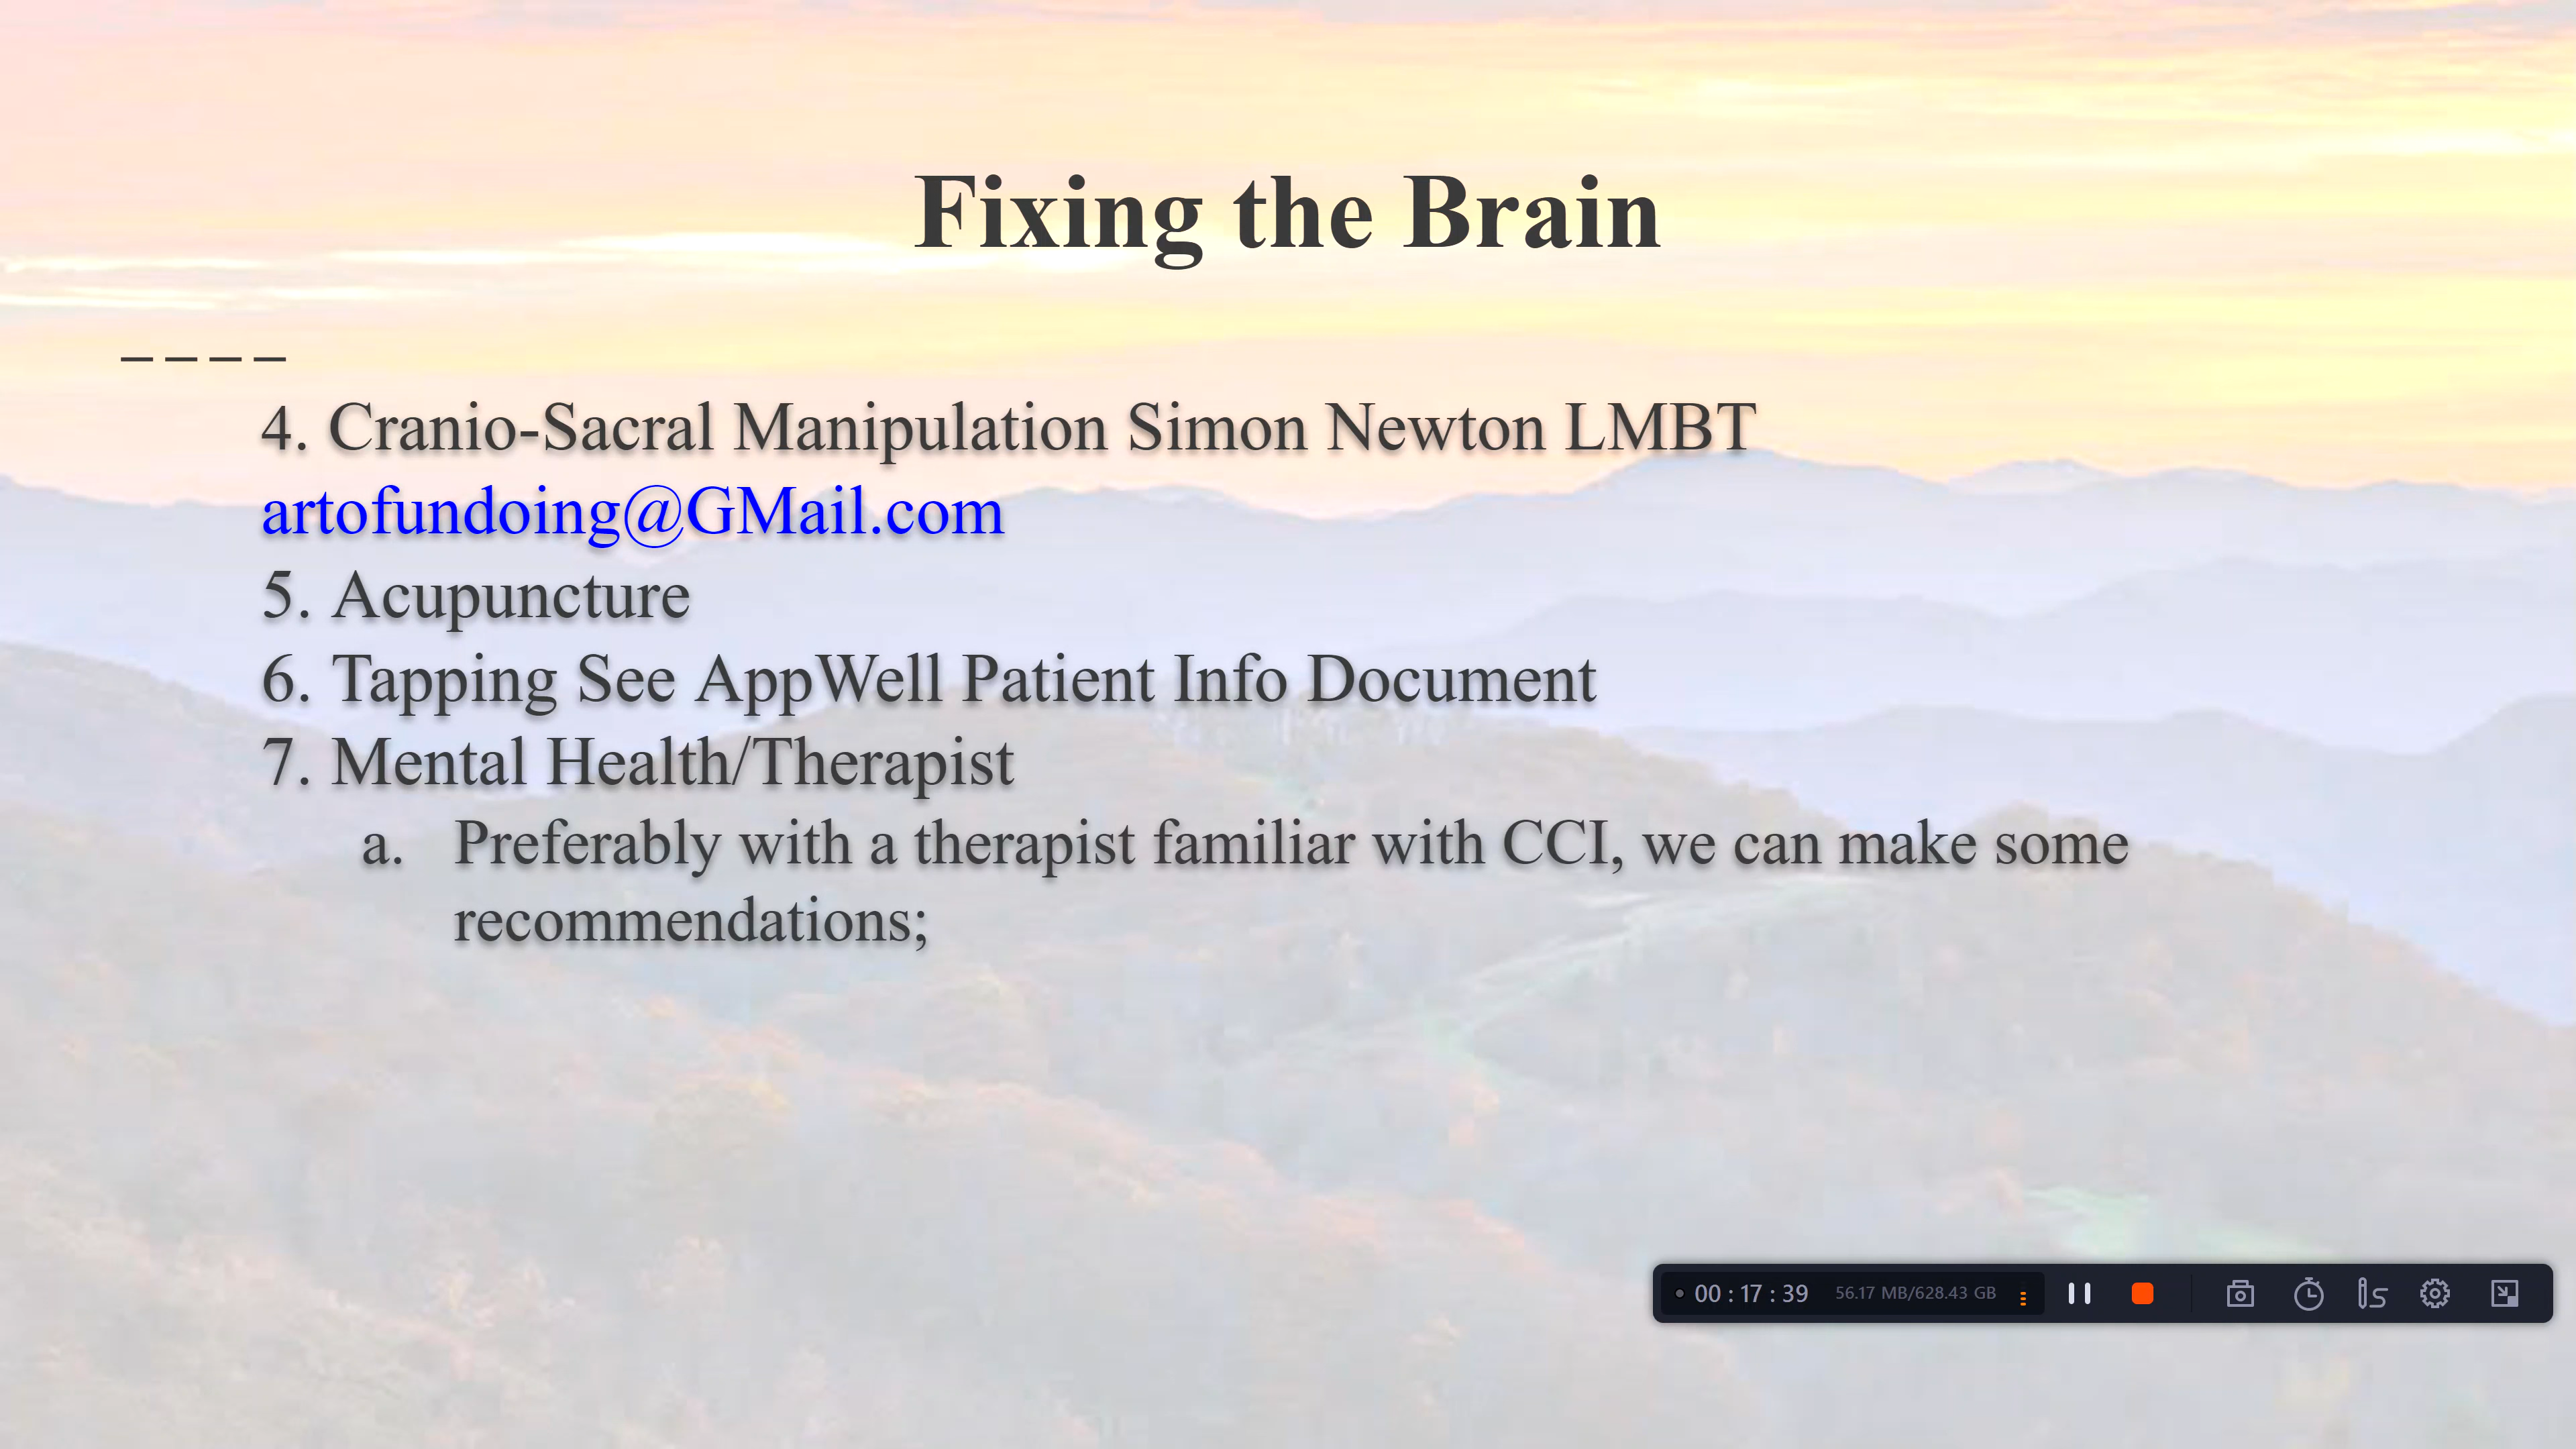 Fixing the Brain
4. Cranio-Sacral Manipulation Simon Newton LMBT
artofundoing@GMail.com
5. Acupuncture
6. Tapping See AppWell Patient Info Document
7. Mental Health/Therapist
a. Preferably with a therapist familiar with CCI, we can make some
recommendations;
00 : 17 : 39 56.17 MB/628.43 GB